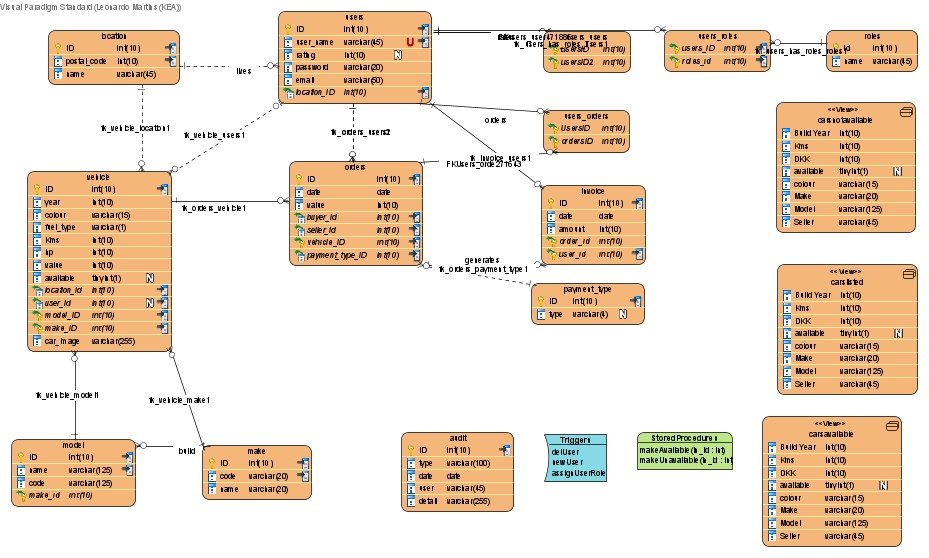 Visual Paradigm Standard (Leonardo Martins (KEA))
location
ID int(10)
postal_code int(10)
name varchar(45)
lives
users
ID int(10)
user_name varchar(45) U
rating int(10) N
password varchar(20)
email varchar(50)
location_ID int(10)
fk_Users_has_roles_Users1
usersID int(10)
usersID2 int(10)
users_roles
users_ID int(10)
roles_id int(10)
fk_Users_has_roles_roles1
roles
id int(10)
name varchar(45)
fk_vehicle_location1
fk_vehicle_users1
fk_orders_users2
orders
users_orders
UsersID int(10)
ordersID int(10)
fk_invoice_users1
FKUsers_orde271643
vehicle
ID int(10)
year int(10)
colour varchar(15)
fuel_type varchar(1)
Kms int(10)
hp int(10)
value int(10)
available tinyint(1) N
location_id int(10)
user_id int(10) N
model_ID int(10)
make_ID int(10)
car_image varchar(255)
fk_orders_vehicle1
orders
ID int(10)
date date
value int(10)
buyer_id int(10)
seller_id int(10)
vehicle_ID int(10)
payment_type_ID int(10)
invoice
ID int(10)
date date
amount int(10)
order_id int(10)
user_id int(10)
generates
fk_orders_payment_type1
payment_type
ID int(10)
type varchar(4) N
fk_vehicle_model1
fk_vehicle_make1
model
ID int(10)
name varchar(125)
code varchar(125)
make_id int(10)
build
make
ID int(10)
code varchar(20)
name varchar(20)
audit
ID int(10)
type varchar(100)
date date
user varchar(45)
detail varchar(255)
Triggers
delUser
newUser
assignUserRole
StoredProcedures
makeAvailable(in_id : int)
makeUnavailable(in_id : int)
<<View>>
carsnotavailable
Build Year int(10)
Kms int(10)
DKK int(10)
available tinyint(1) N
colour varchar(15)
Make varchar(20)
Model varchar(125)
Seller varchar(45)
<<View>>
carslisted
Build Year int(10)
Kms int(10)
DKK int(10)
available tinyint(1) N
colour varchar(15)
Make varchar(20)
Model varchar(125)
Seller varchar(45)
<<View>>
carsavailable
Build Year int(10)
Kms int(10)
DKK int(10)
available tinyint(1) N
colour varchar(15)
Make varchar(20)
Model varchar(125)
Seller varchar(45)